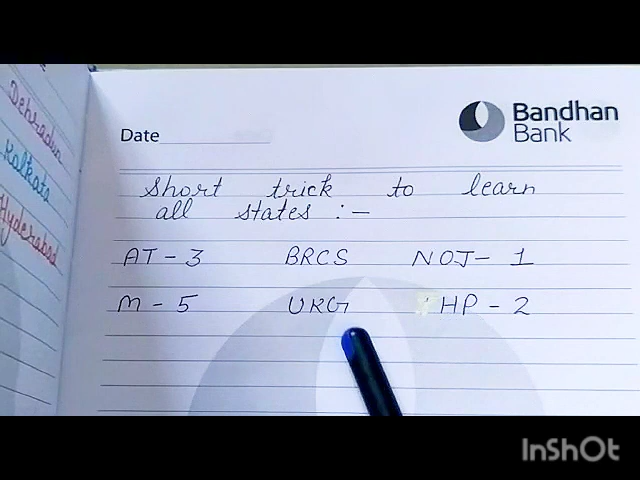 Dehradun
Kolkata
Hyderabad
Bandhan
Bank
Date
Short trick to learn
all states :-
AT - 3 BRCS NOJ - 1
M - 5 UKG HP - 2
InShOt